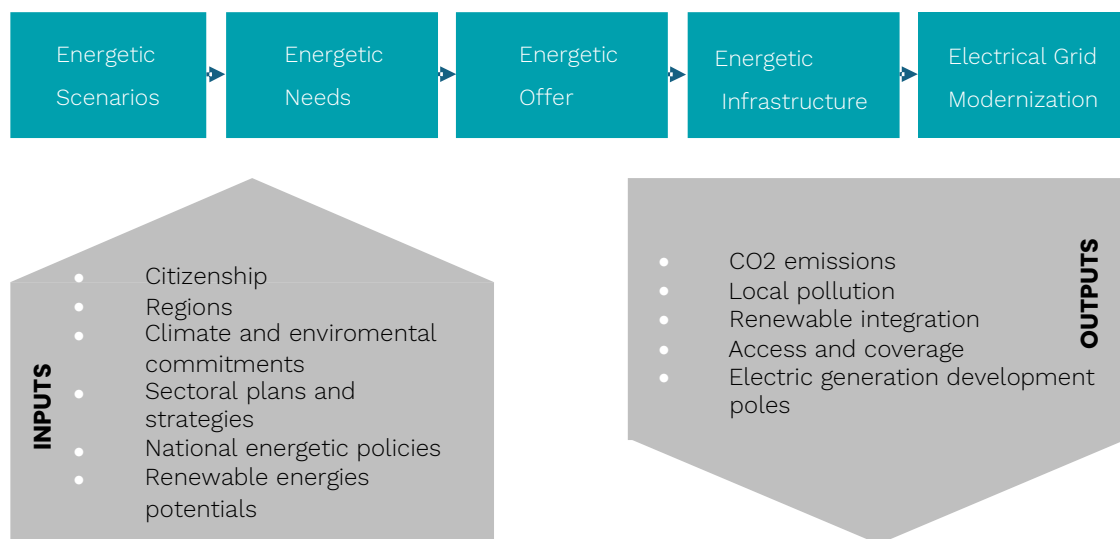 Energetic
Scenarios
Energetic
Needs
Energetic
Offer
Energetic
Infrastructure
Electrical Grid
Modernization
INPUTS
Citizenship
Regions
Climate and enviromental
commitments
Sectoral plans and
strategies
National energetic policies
Renewable energies
potentials
CO2 emissions
Local pollution
Renewable integration
Access and coverage
Electric generation development
poles
OUTPUTS